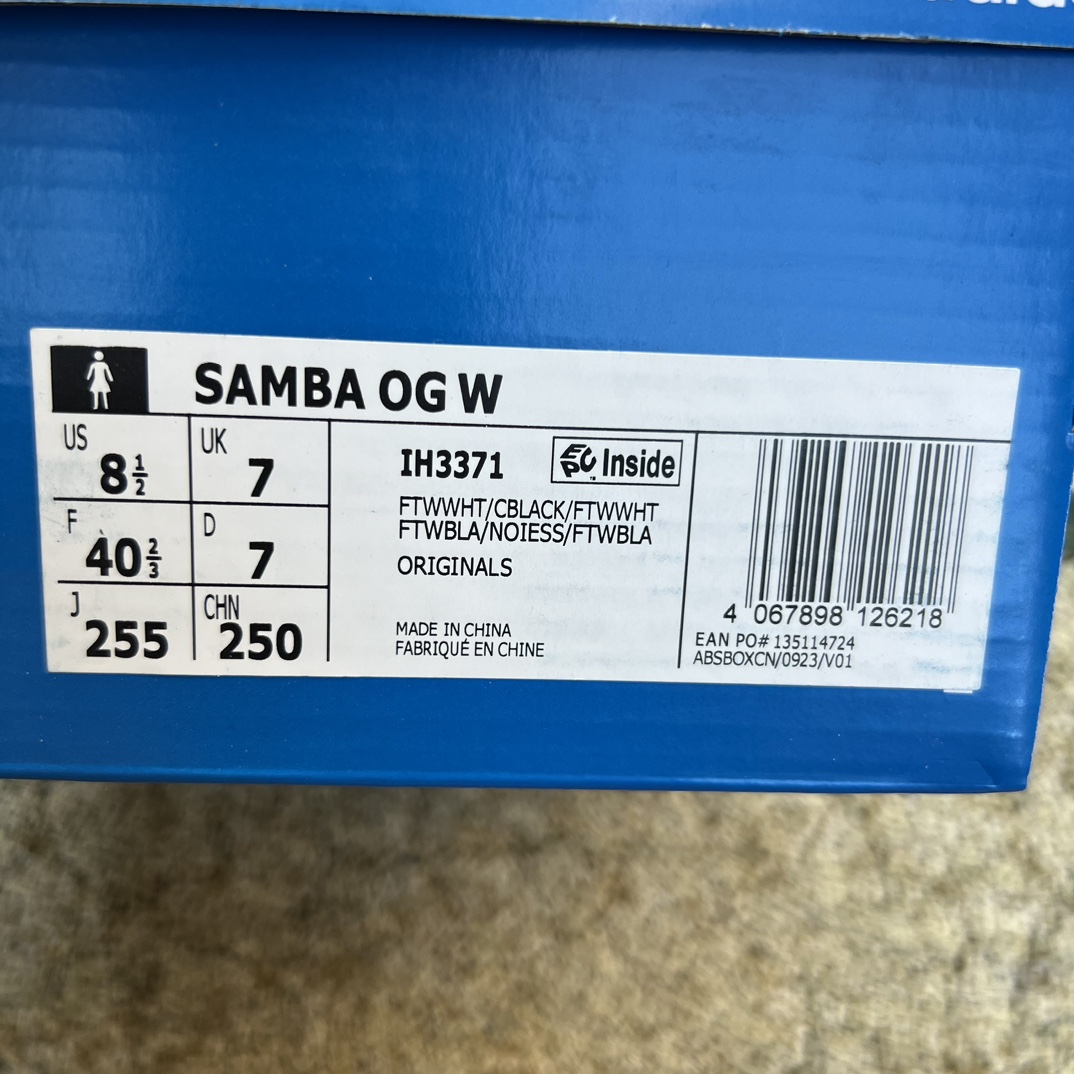 SAMBA OG W
US
8½
UK
7
F
40⅔
D
7
J
255
CHN
250
IH3371
EPC Inside
FTWWHT/CBLACK/FTWWHT
FTWBLA/NOIESS/FTWBLA
ORIGINALS
MADE IN CHINA
FABRIQUÉ EN CHINE
4 067898 126218
EAN PO# 135114724
ABSBOXCN/0923/V01